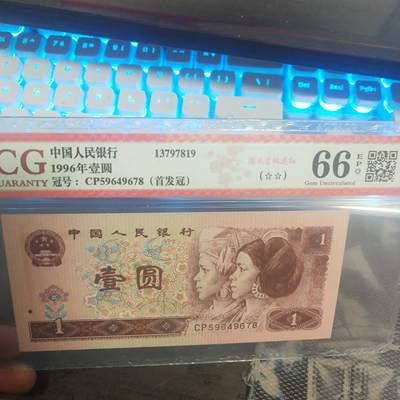 CG
GUARANTY
中国人民银行 13797819
1996年壹圆
冠号: CP59649678 (首发冠)
(☆☆)
66 EPQ
Gem Uncirculated
中国人民银行
1
壹圆
CP59649678
1
1